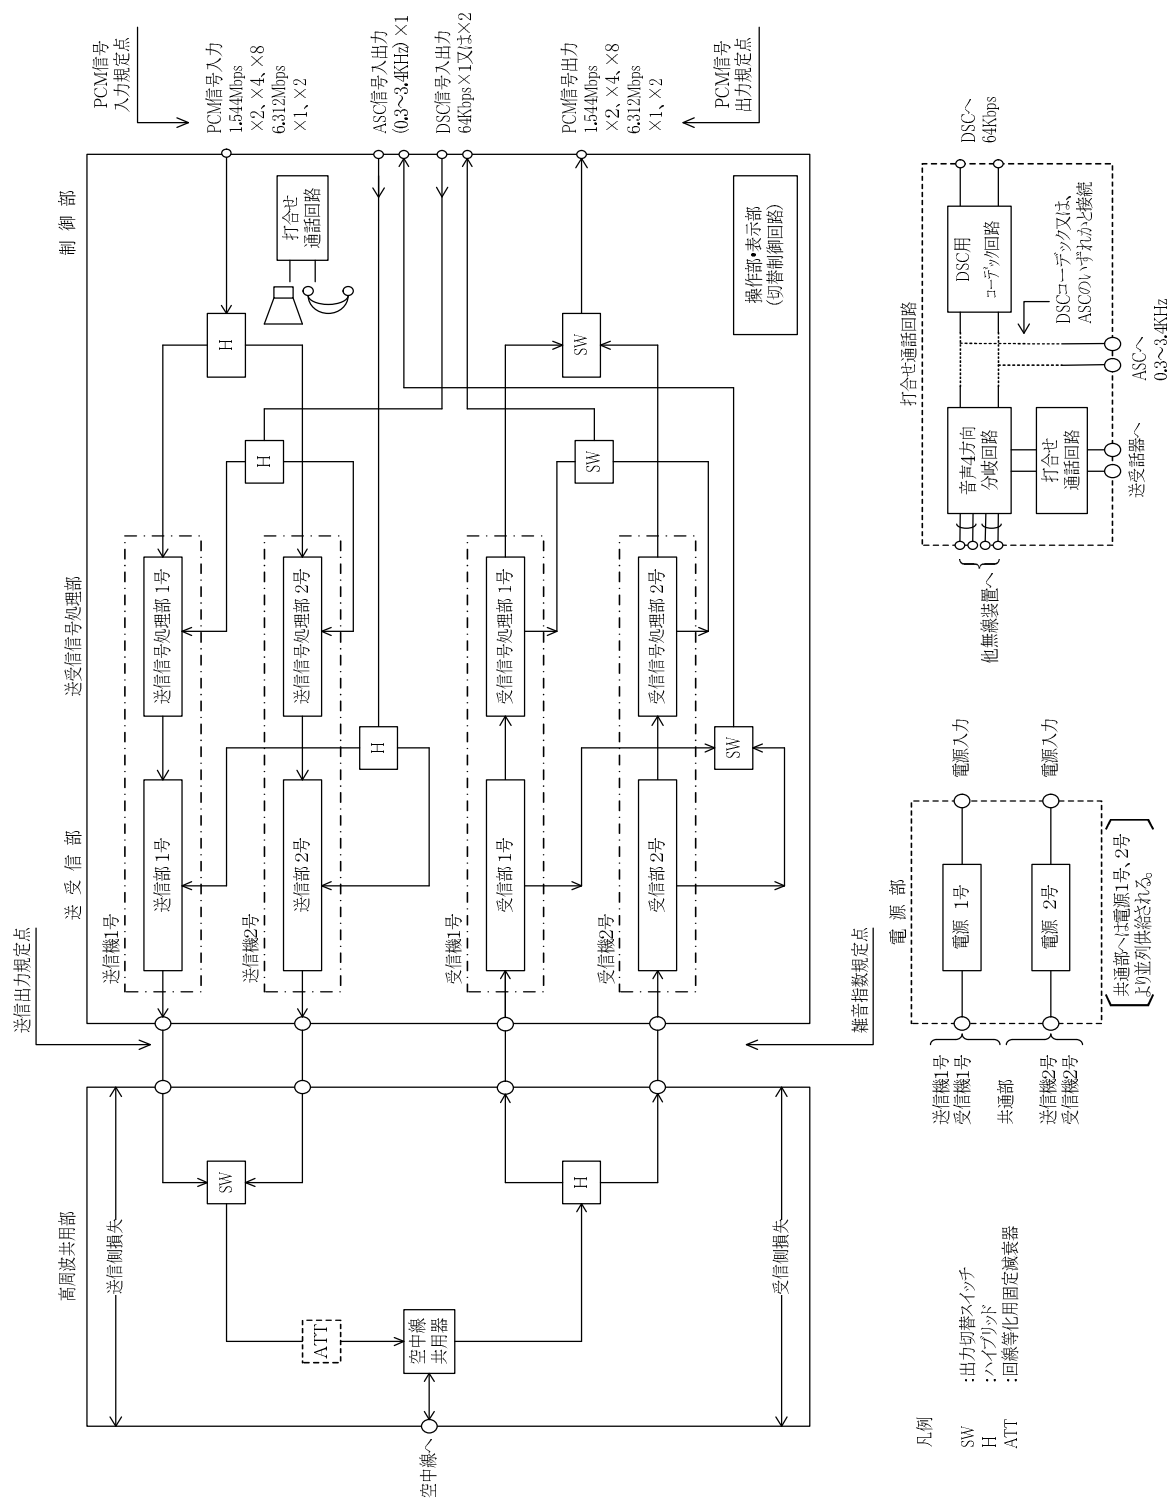 高周波共用部
送受信部
送受信信号処理部
制御部
送信出力規定点
PCM信号
入力規定点
送信側損失
送信機1号
送信部 1号
送信信号処理部 1号
H
PCM信号入力
1.544Mbps
×2、×4、×8
6.312Mbps
×1、×2
SW
送信機2号
送信部 2号
送信信号処理部 2号
H
打合せ
通話回路
ATT
H
ASC信号入出力
(0.3～3.4KHz) ×1
空中線へ
空中線
共用器
DSC信号入出力
64Kbps×1又は×2
受信機1号
受信部 1号
受信信号処理部 1号
H
SW
SW
PCM信号出力
1.544Mbps
×2、×4、×8
6.312Mbps
×1、×2
受信機2号
受信部 2号
受信信号処理部 2号
SW
受信側損失
操作部・表示部
(切替制御回路)
雑音指数規定点
PCM信号
出力規定点
凡例
SW :出力切替スイッチ
H :ハイブリッド
ATT :回線等化用固定減衰器
電源部
送信機1号
受信機1号
電源 1号
電源入力
共通部
送信機2号
受信機2号
電源 2号
電源入力
共通部へは電源1号、2号
より並列供給される。
打合せ通話回路
他無線装置へ
音声4方向
分岐回路
DSC用
コーデック回路
DSCへ
64Kbps
打合せ
通話回路
DSCコーデック又は、
ASCのいずれかと接続
送受話器へ
ASCへ
0.3～3.4KHz